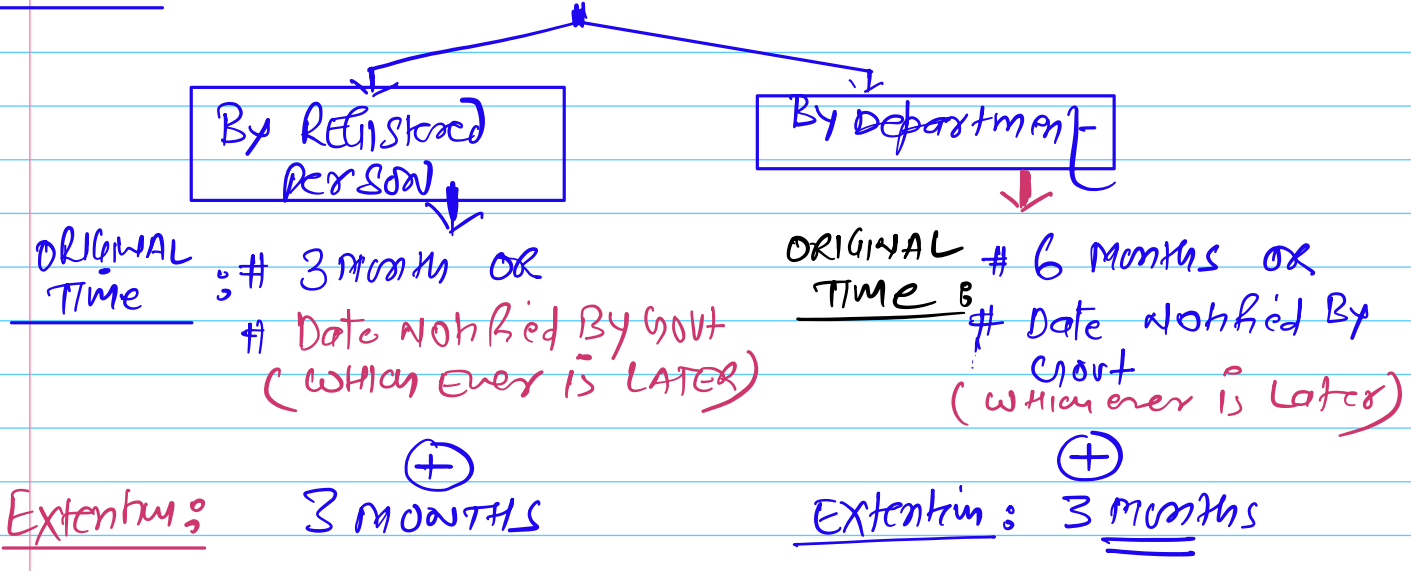 By REGistered
person
ORIGINAL
TIME
:# 3 Month OR
# Date Notified By Govt
(WHICH Ever is LATER)
+
Extention: 3 MONTHS
By Department
ORIGINAL
TIME :
# 6 Months OR
# Date Notified By
Govt
(WHICH ever is Later)
+
Extention : 3 Months